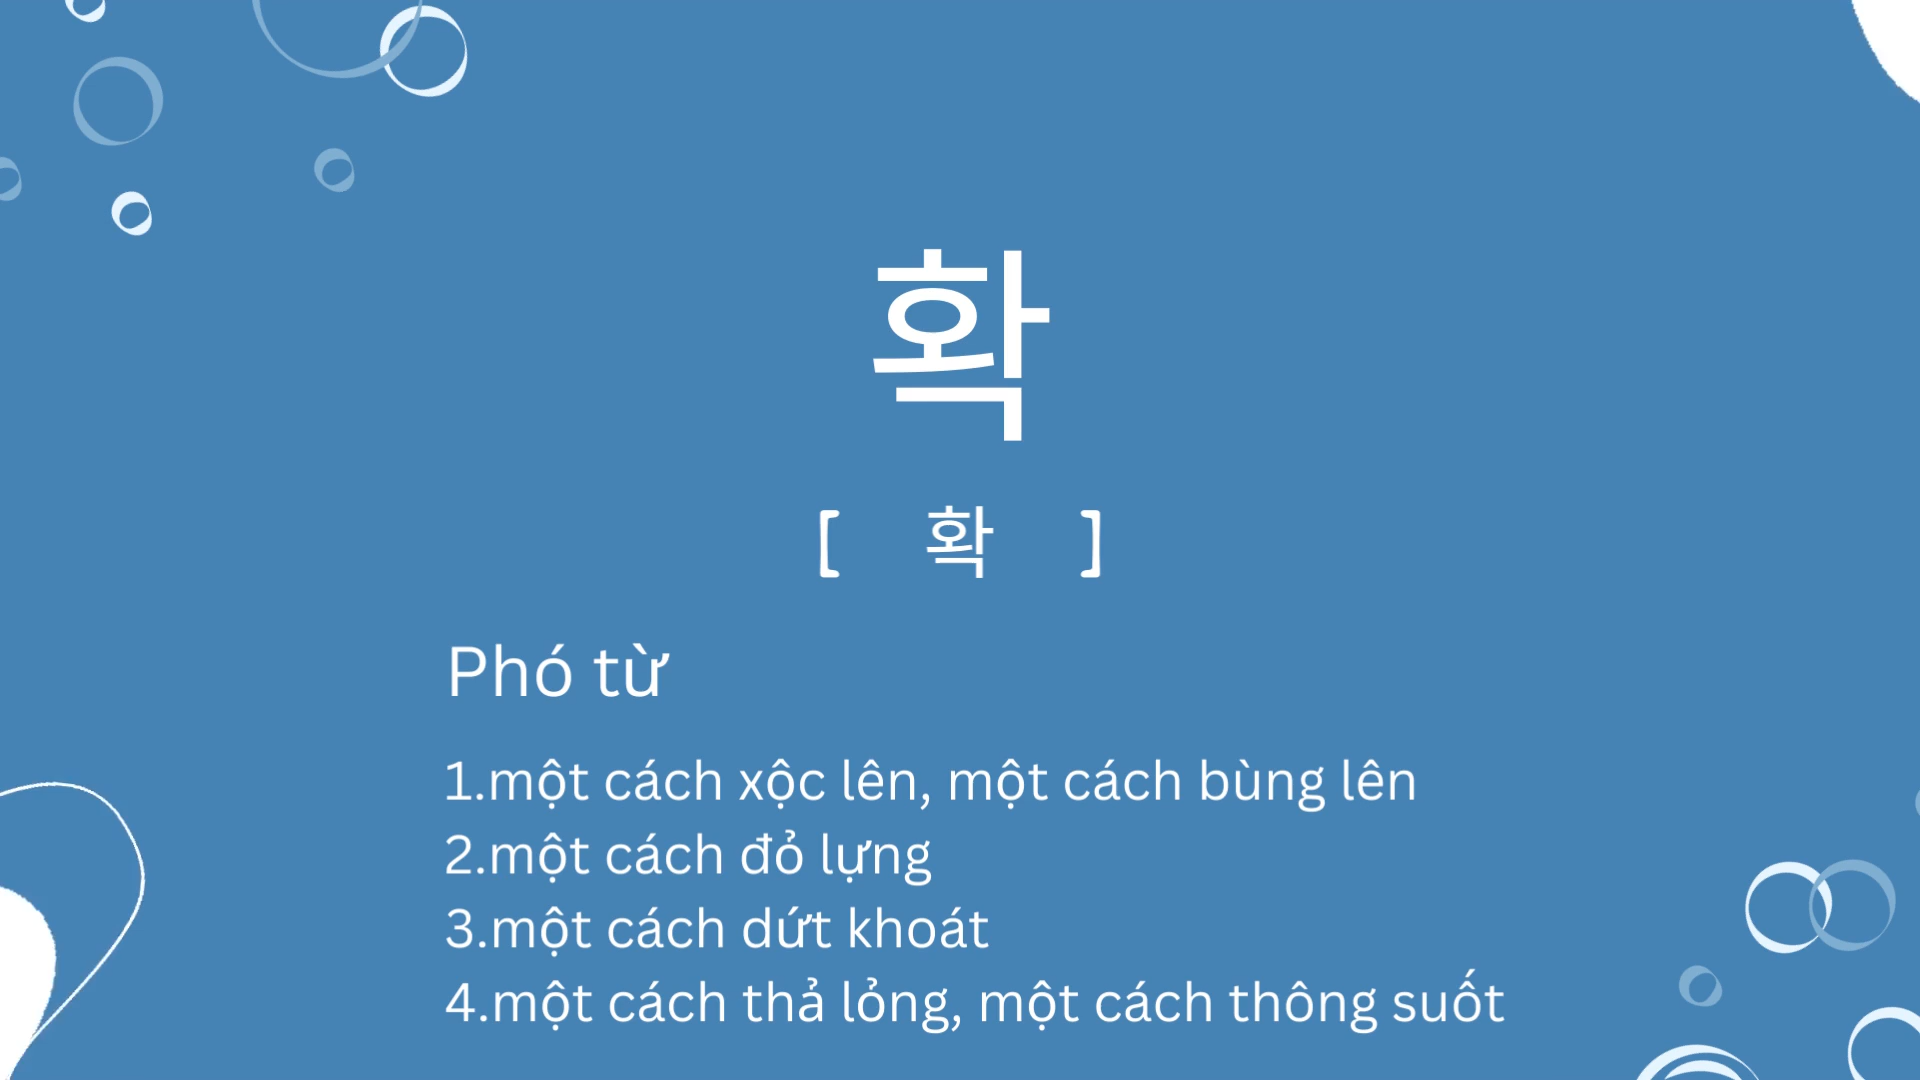 확
[ 확 ]
Phó từ
1.một cách xộc lên, một cách bùng lên
2.một cách đỏ lựng
3.một cách dứt khoát
4.một cách thả lỏng, một cách thông suốt